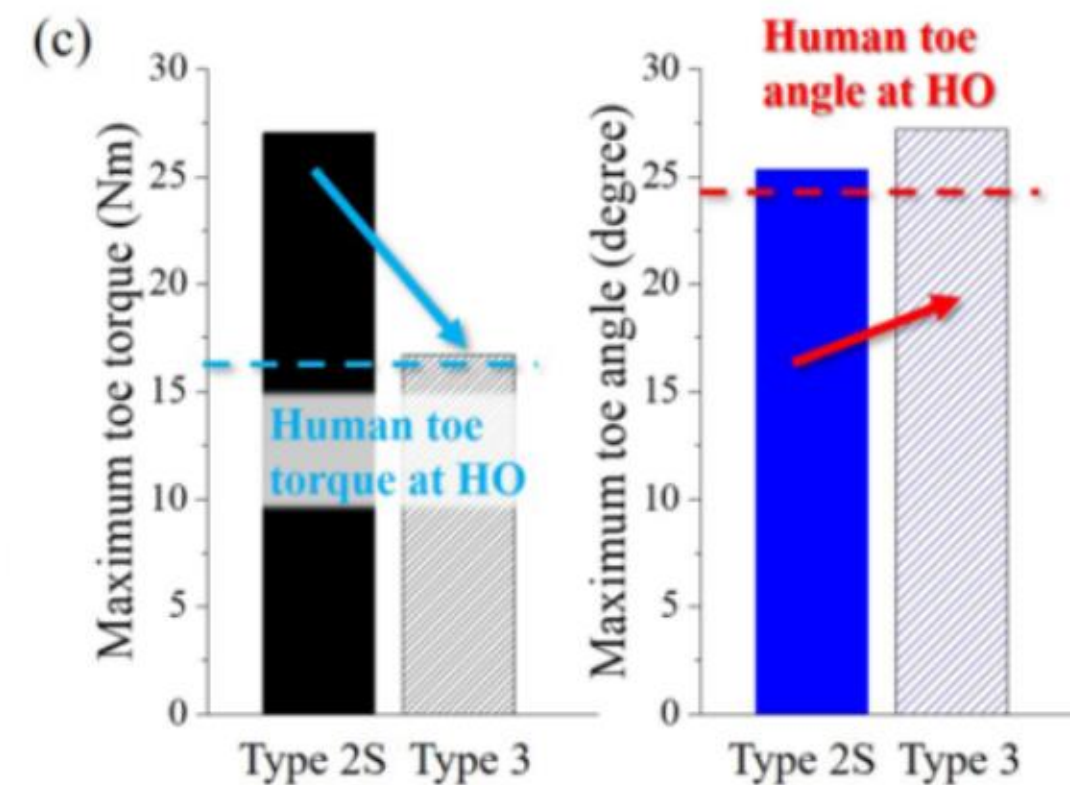 (c)
Maximum toe torque (Nm)
30
25
20
15
10
5
0
Human toe
torque at HO
Type 2S Type 3
Human toe
angle at HO
Maximum toe angle (degree)
30
25
20
15
10
5
0
Type 2S Type 3